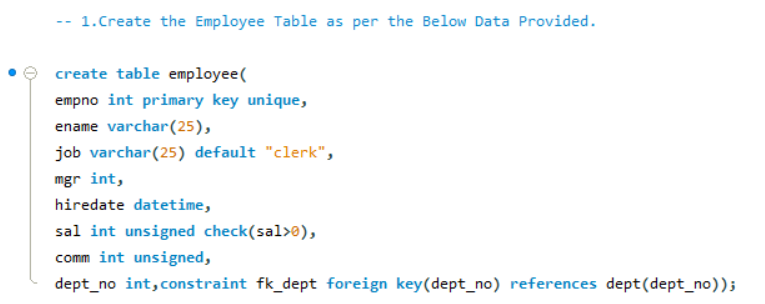 -- 1.Create the Employee Table as per the Below Data Provided.
create table employee(
empno int primary key unique,
ename varchar(25),
job varchar(25) default "clerk",
mgr int,
hiredate datetime,
sal int unsigned check(sal>0),
comm int unsigned,
dept_no int,constraint fk_dept foreign key(dept_no) references dept(dept_no));